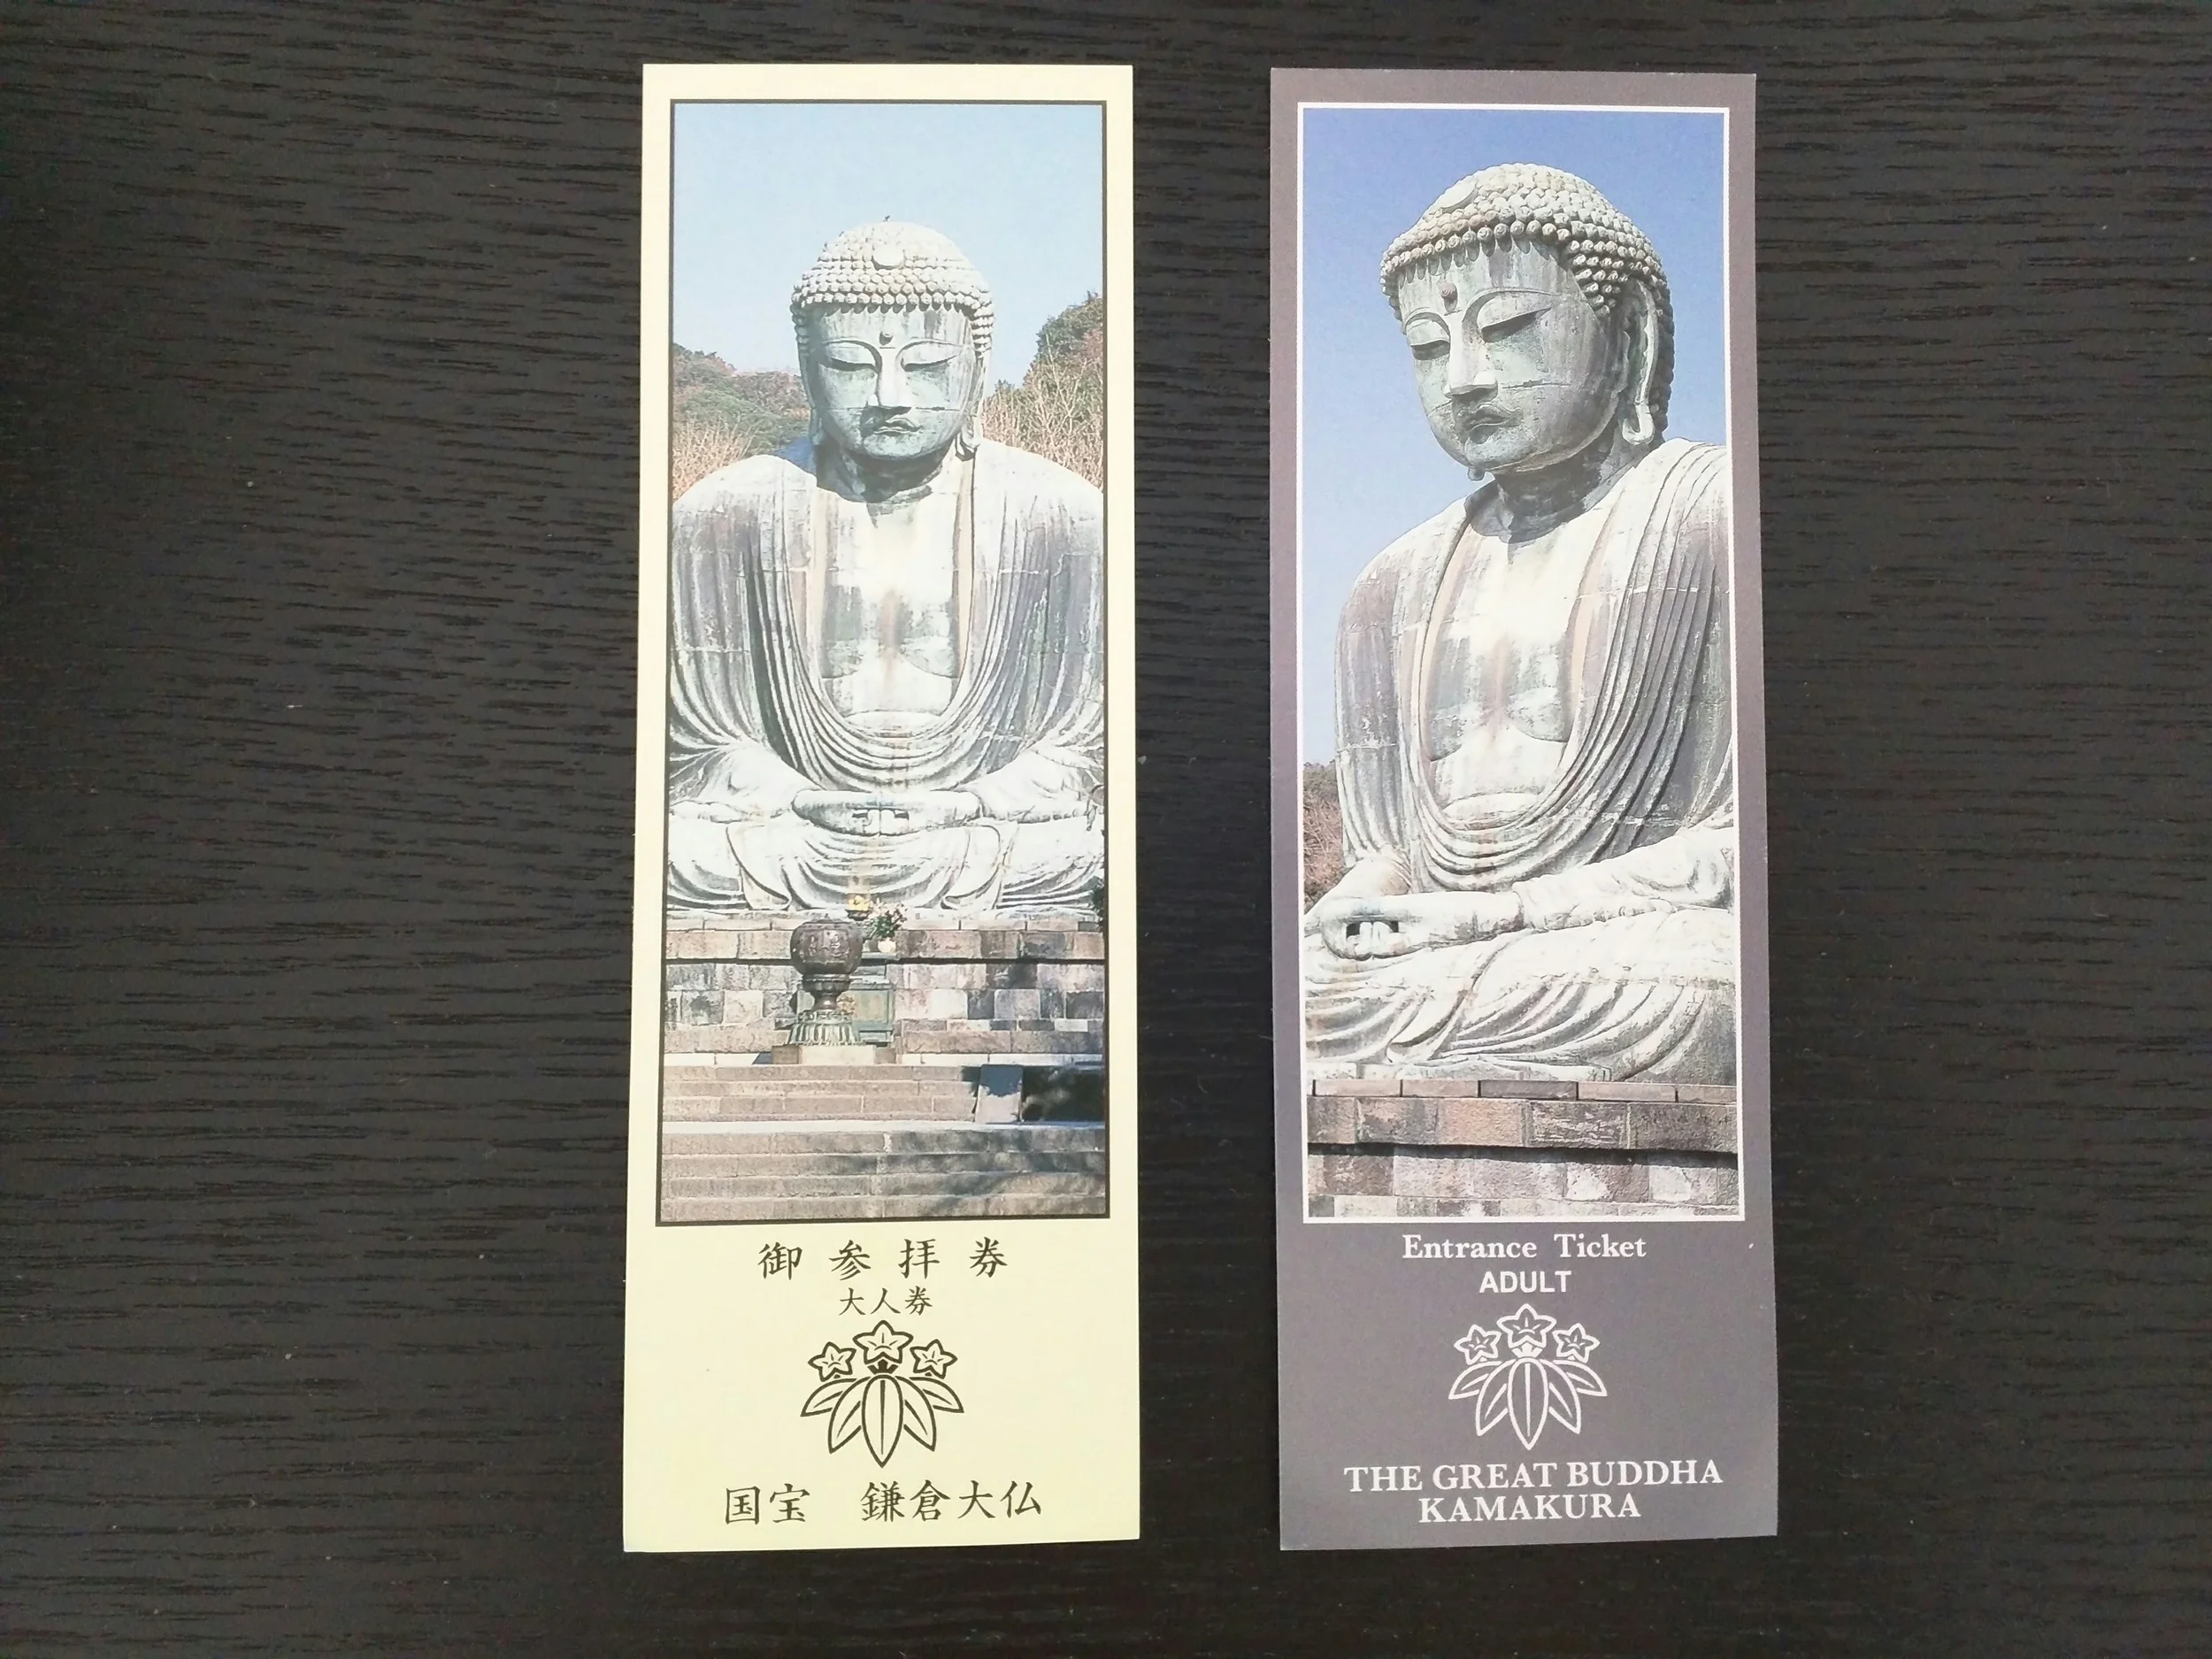 御参拝券
大人券
国宝　鎌倉大仏
Entrance Ticket
ADULT
THE GREAT BUDDHA
KAMAKURA